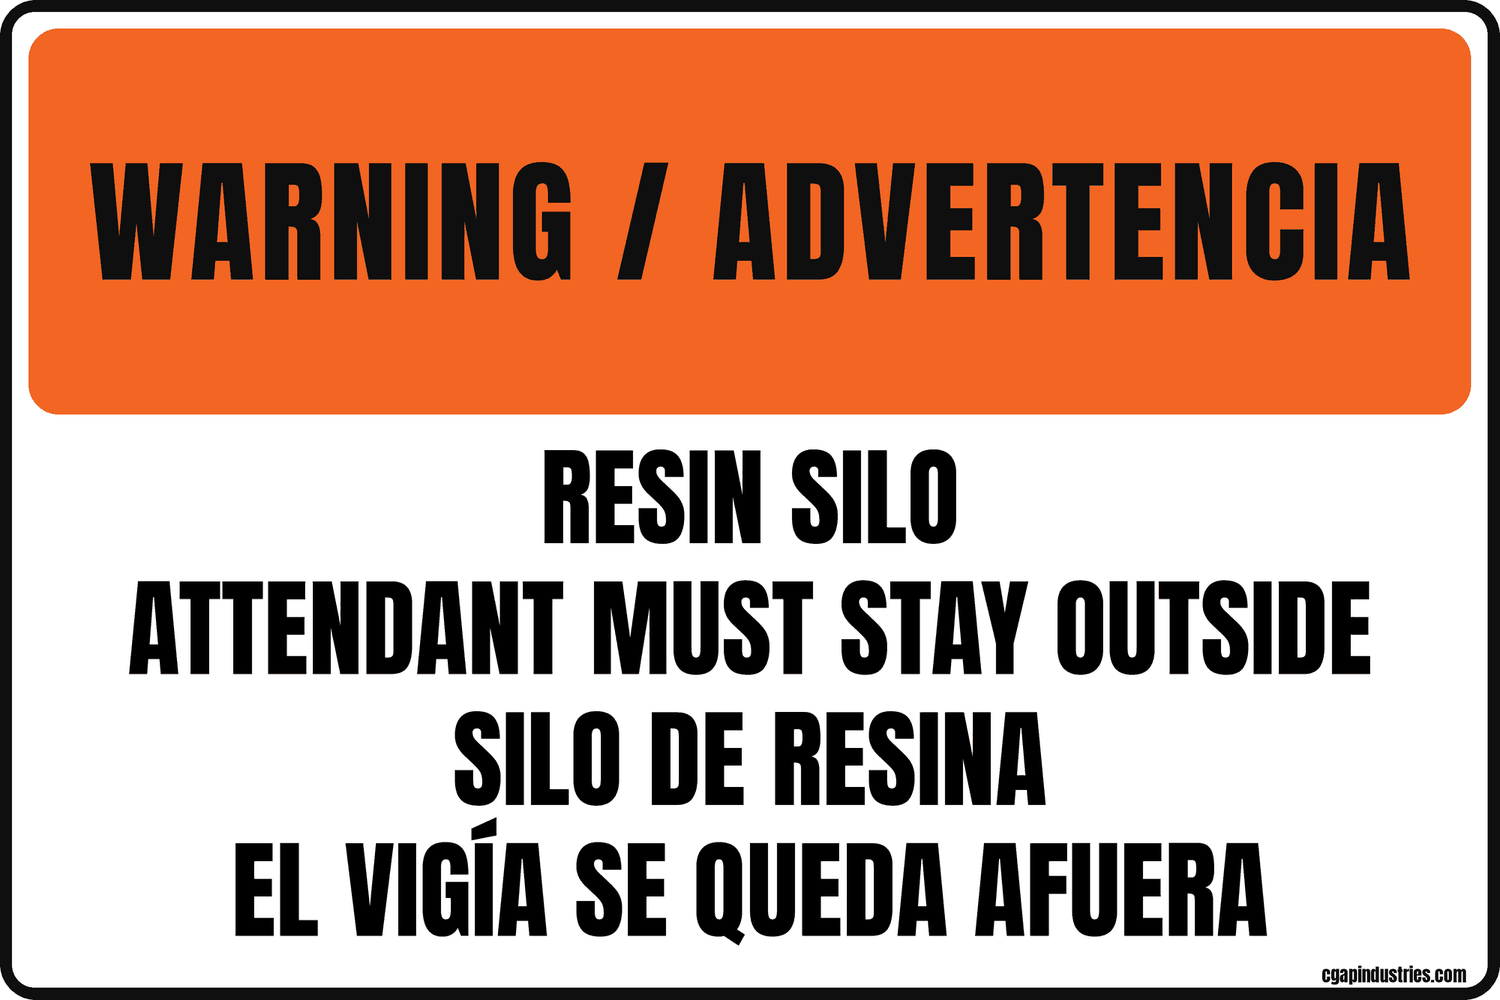 WARNING / ADVERTENCIA
RESIN SILO
ATTENDANT MUST STAY OUTSIDE
SILO DE RESINA
EL VIGÍA SE QUEDA AFUERA
cgapindustries.com